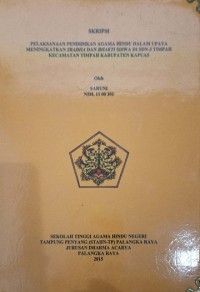 SKRIPSI
PELAKSANAAN PENDIDIKAN AGAMA HINDU DALAM UPAYA
MENINGKATKAN SRADHA DAN BHAKTI SISWA DI SDN-2 TIMPAH
KECAMATAN TIMPAH KABUPATEN KAPUAS
Oleh
SARUNI
NIM.
SEKOLAH TINGGI AGAMA HINDU NEGERI
TAMPUNG PENYANG (STAHN-TP) PALANGKA RAYA
JURUSAN DHARMA ACARYA
PALANGKA RAYA
2015